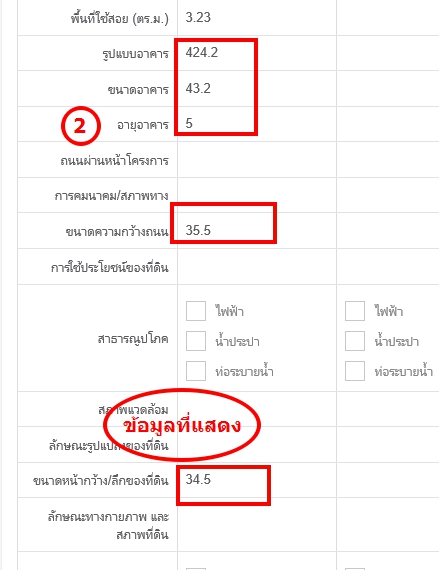 พื้นที่ใช้สอย (ตร.ม.) 3.23
รูปแบบอาคาร 424.2
ขนาดอาคาร 43.2
2 อายุอาคาร 5
ถนนผ่านหน้าโครงการ
การคมนาคม/สภาพทาง
ขนาดความกว้างถนน 35.5
การใช้ประโยชน์ของที่ดิน
สาธารณูปโภค
ไฟฟ้า ไฟฟ้า
น้ำประปา น้ำประปา
ท่อระบายน้ำ ท่อระบายน้ำ
สภาพแวดล้อม
ข้อมูลที่แสดง
ลักษณะรูปแปลงของที่ดิน
ขนาดหน้ากว้าง/ลึกของที่ดิน 34.5
ลักษณะทางกายภาพ และ
สภาพที่ดิน